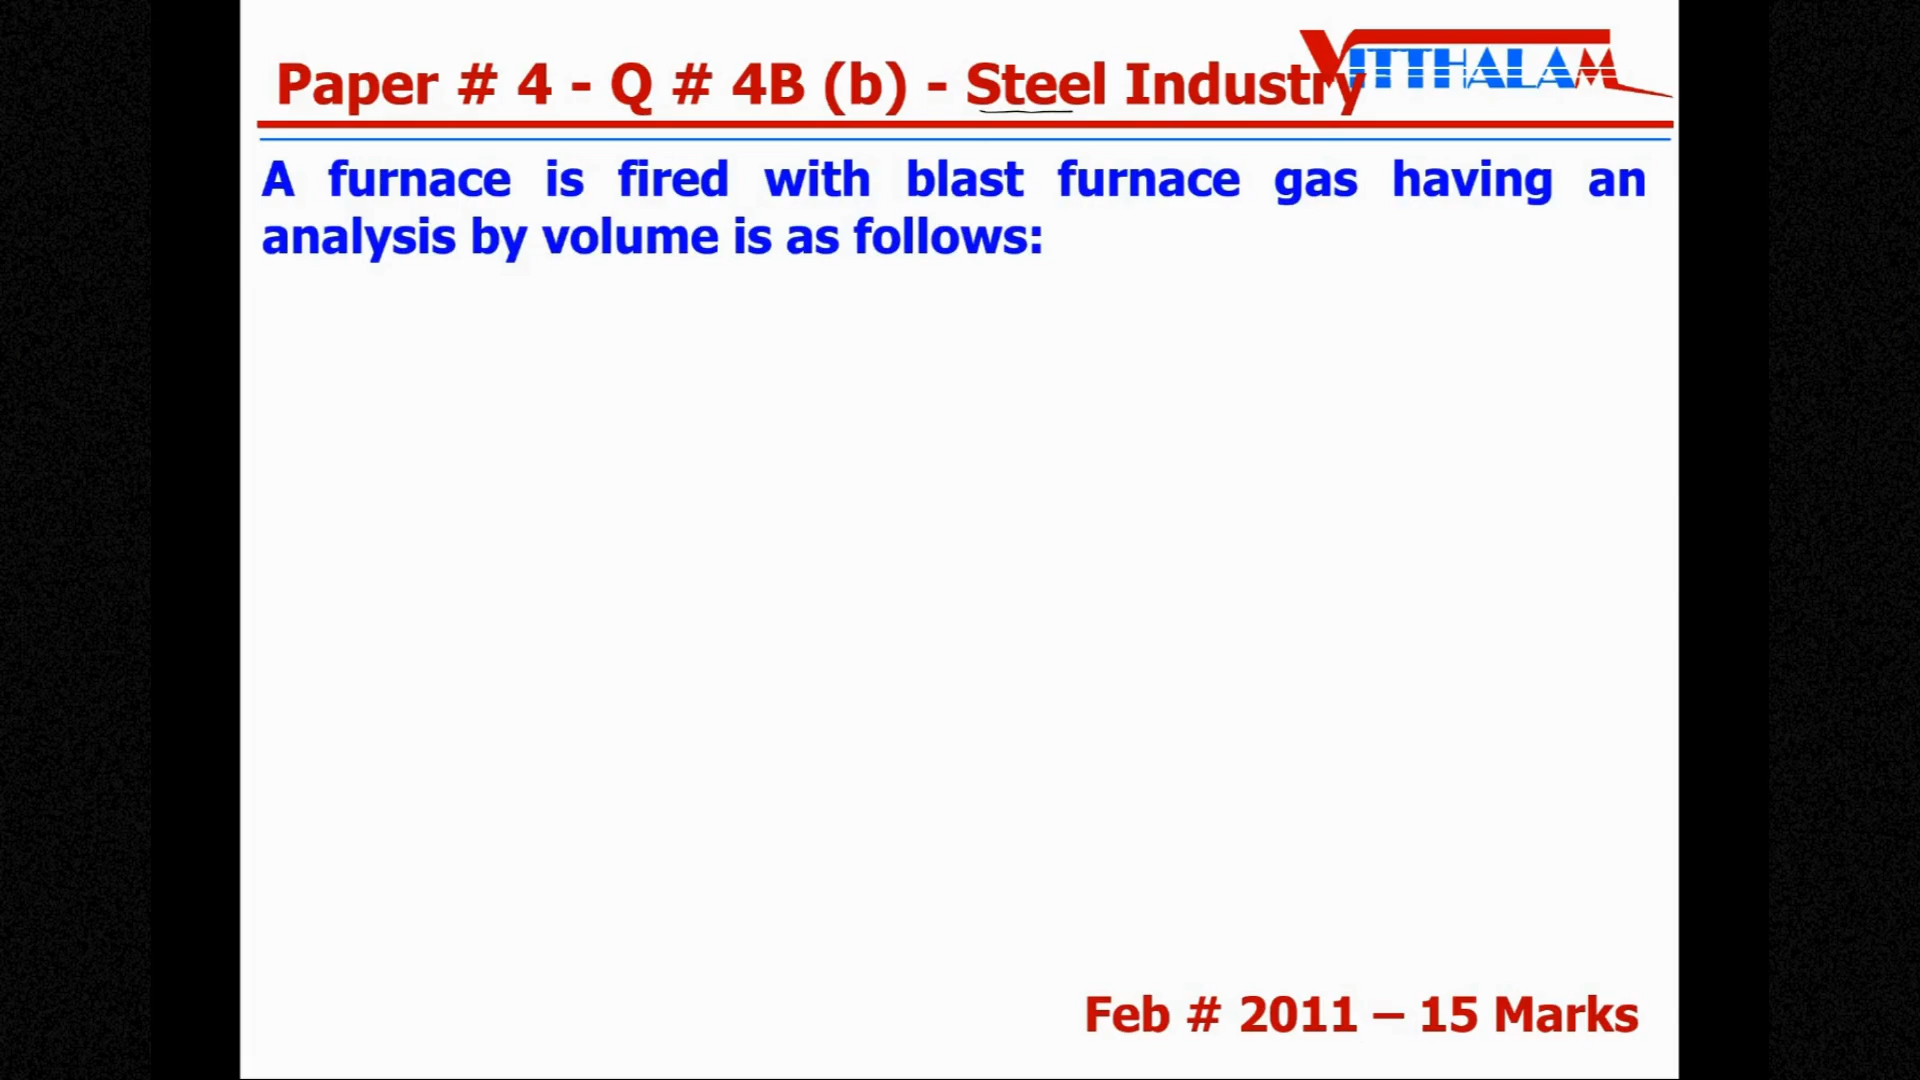 Paper # 4 - Q # 4B (b) - Steel Industry
VITTHALAM
A furnace is fired with blast furnace gas having an
analysis by volume is as follows:
Feb # 2011 – 15 Marks